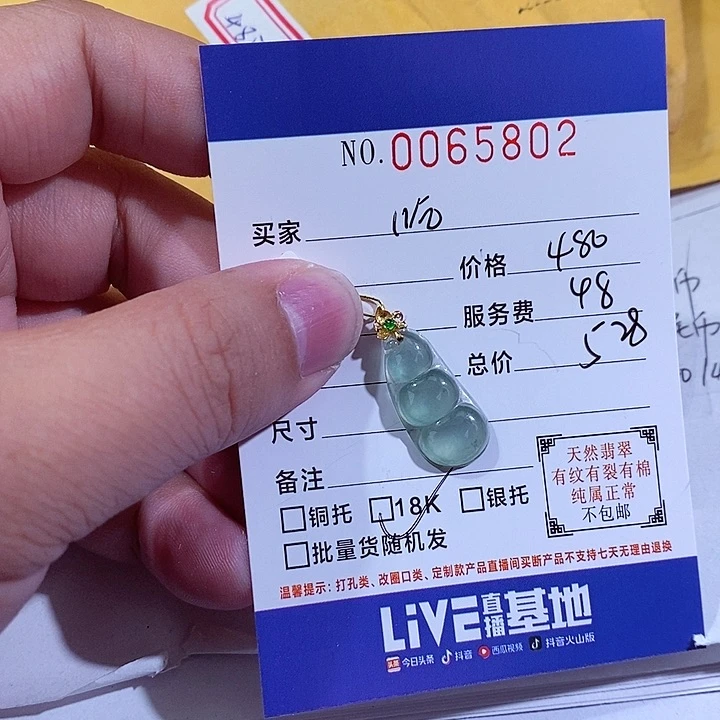 NO. 0065802
买家 1150
价格 480
服务费 48
总价 528
尺寸
备注
铜托 18K 银托
批量货随机发
天然翡翠
有纹有裂有棉
纯属正常
不包邮
温馨提示：打孔类、改圈口类、定制款产品直播间买断产品不支持七天无理由退换
LiVE直播基地
头条 今日头条 抖音 西瓜视频 抖音火山版